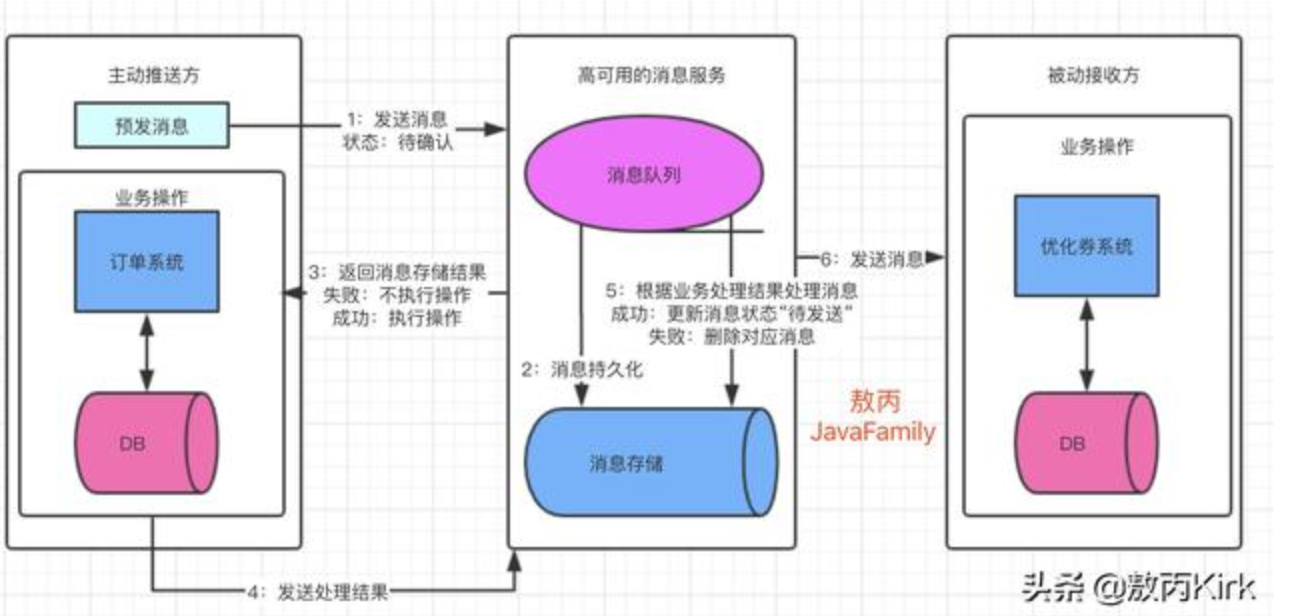 主动推送方
预发消息
业务操作
订单系统
DB
1：发送消息
状态：待确认
3：返回消息存储结果
失败：不执行操作
成功：执行操作
4：发送处理结果
高可用的消息服务
消息队列
5：根据业务处理结果处理消息
成功：更新消息状态“待发送”
失败：删除对应消息
2：消息持久化
消息存储
6：发送消息
敖丙
JavaFamily
被动接收方
业务操作
优化券系统
DB
头条 @敖丙Kirk